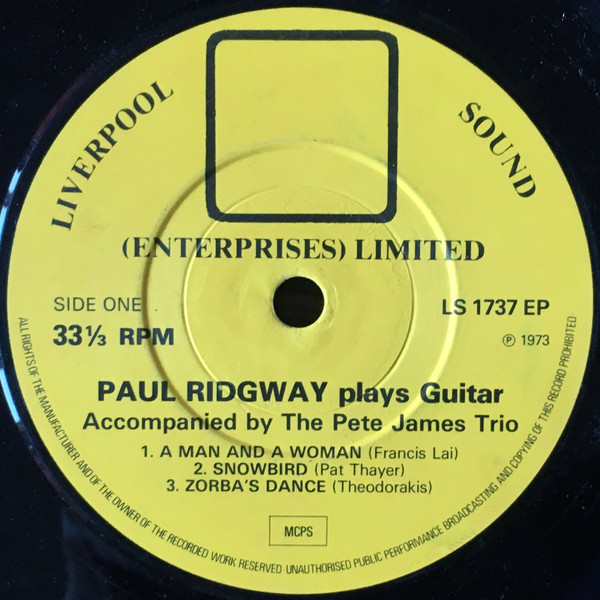 LIVERPOOL SOUND
(ENTERPRISES) LIMITED
SIDE ONE
33⅓ RPM
LS 1737 EP
Ⓟ 1973
PAUL RIDGWAY plays Guitar
Accompanied by The Pete James Trio
1. A MAN AND A WOMAN (Francis Lai)
2. SNOWBIRD (Pat Thayer)
3. ZORBA'S DANCE (Theodorakis)
MCPS
ALL RIGHTS OF THE MANUFACTURER AND OF THE OWNER OF THE RECORDED WORK RESERVED UNAUTHORISED PUBLIC PERFORMANCE BROADCASTING AND COPYING OF THIS RECORD PROHIBITED